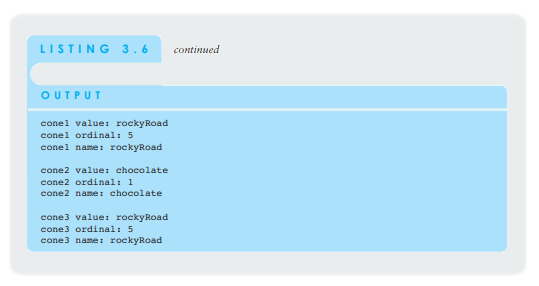 LISTING 3.6 continued
OUTPUT
cone1 value: rockyRoad
cone1 ordinal: 5
cone1 name: rockyRoad
cone2 value: chocolate
cone2 ordinal: 1
cone2 name: chocolate
cone3 value: rockyRoad
cone3 ordinal: 5
cone3 name: rockyRoad